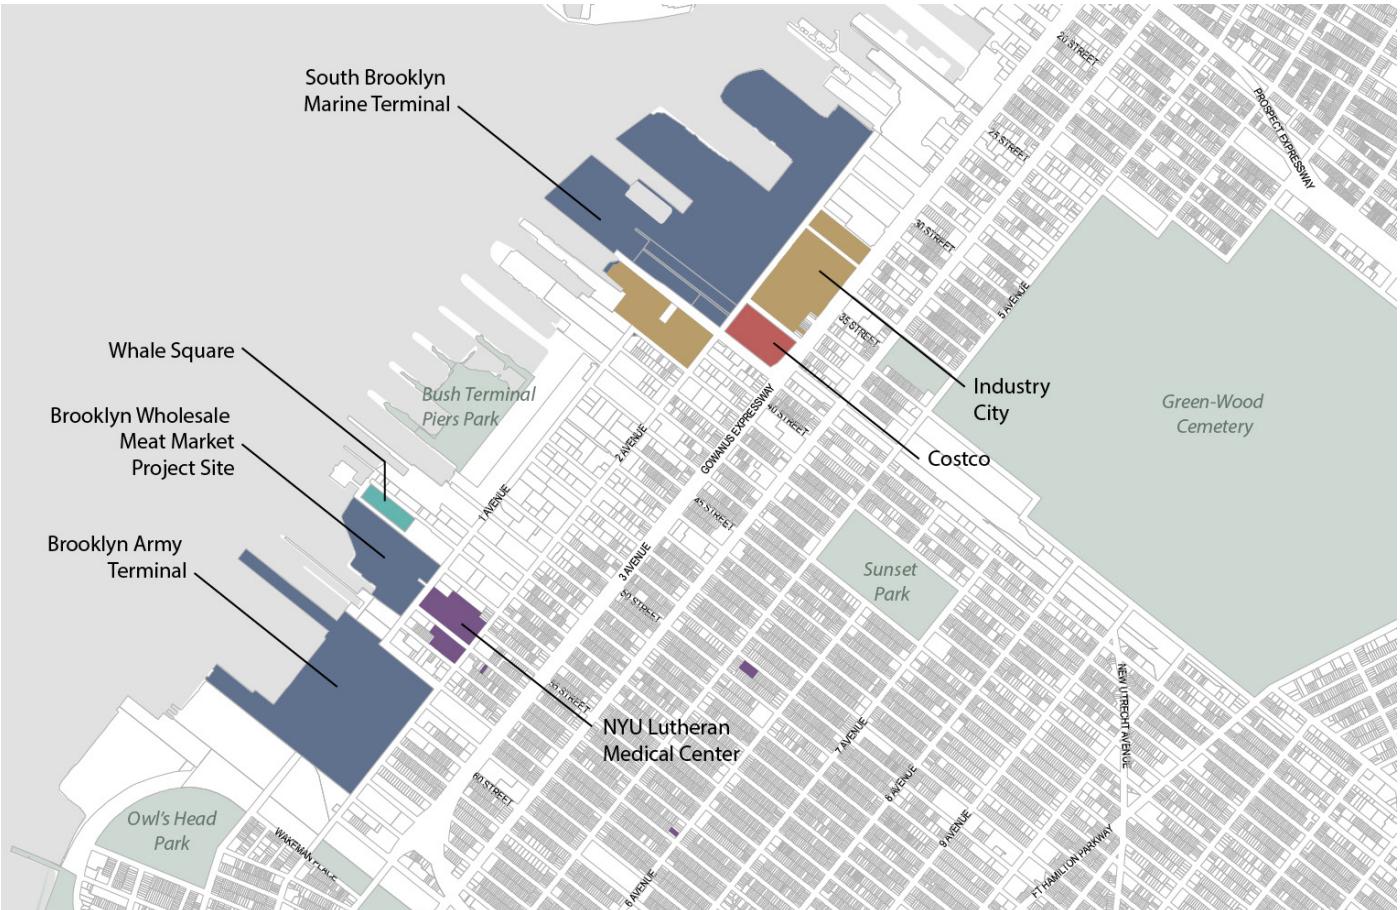 South Brooklyn
Marine Terminal
20 STREET
PROSPECT EXPRESSWAY
25 STREET
30 STREET
5 AVENUE
35 STREET
Whale Square
Industry
City
Bush Terminal
Piers Park
Green-Wood
Cemetery
Brooklyn Wholesale
Meat Market
Project Site
40 STREET
GOWANUS EXPRESSWAY
2 AVENUE
Costco
1 AVENUE
45 STREET
Brooklyn Army
Terminal
3 AVENUE
Sunset
Park
50 STREET
NEW UTRECHT AVENUE
55 STREET
NYU Lutheran
Medical Center
7 AVENUE
60 STREET
8 AVENUE
Owl's Head
Park
WAKEMAN PLACE
9 AVENUE
FT HAMILTON PARKWAY
6 AVENUE